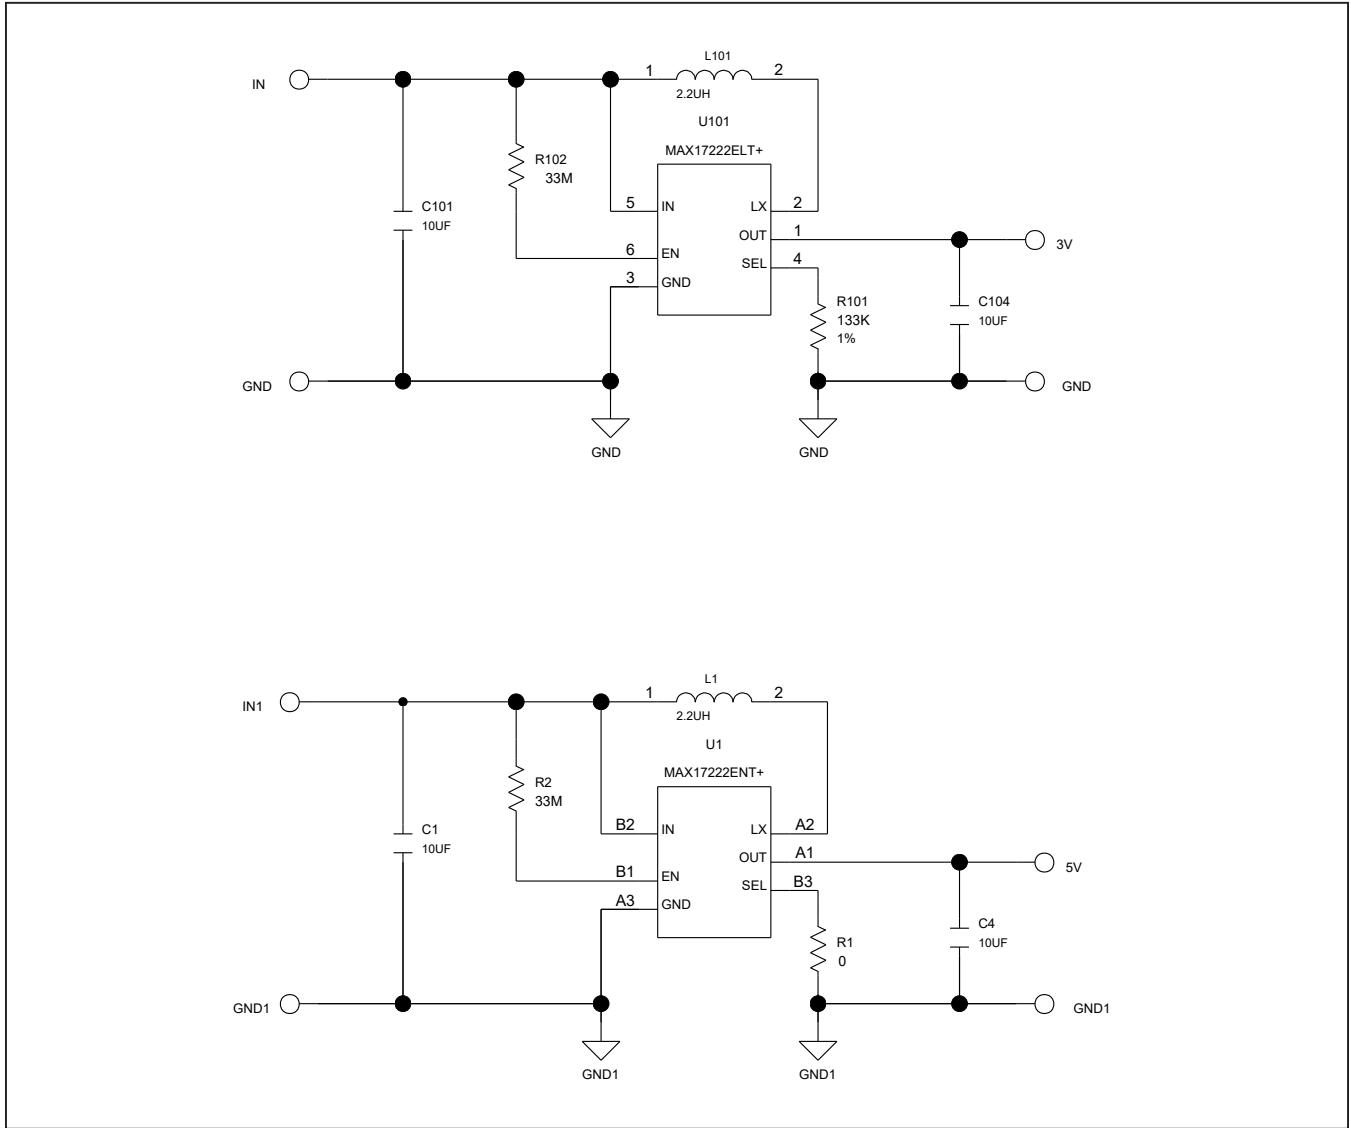 L101
IN
1
2
2.2UH
U101
MAX17222ELT+
R102
33M
C101
10UF
5
IN
LX
2
OUT
1
3V
6
EN
SEL
4
3
GND
R101
133K
1%
C104
10UF
GND
GND
GND
GND
L1
IN1
1
2
2.2UH
U1
MAX17222ENT+
R2
33M
C1
10UF
B2
IN
LX
A2
OUT
A1
5V
B1
EN
SEL
B3
A3
GND
R1
0
C4
10UF
GND1
GND1
GND1
GND1